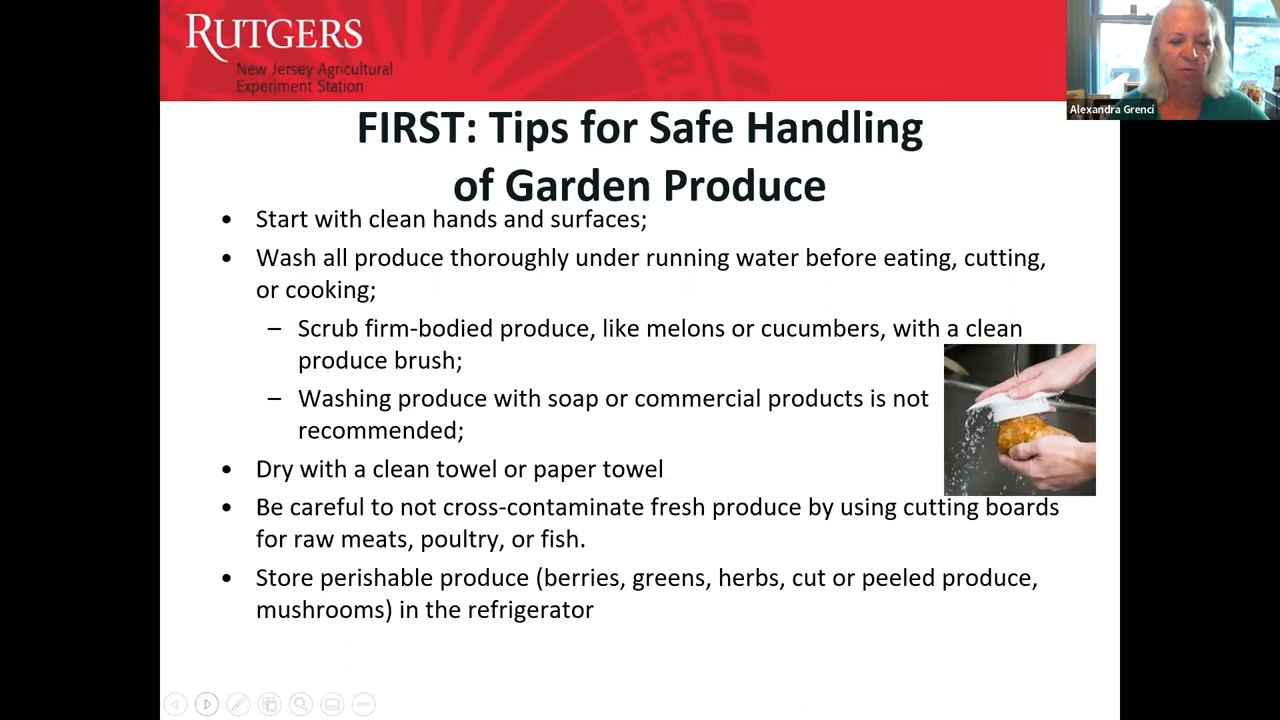 RUTGERS
New Jersey Agricultural
Experiment Station
Alexandra Grenci
FIRST: Tips for Safe Handling
of Garden Produce
• Start with clean hands and surfaces;
• Wash all produce thoroughly under running water before eating, cutting,
or cooking;
– Scrub firm-bodied produce, like melons or cucumbers, with a clean
produce brush;
– Washing produce with soap or commercial products is not
recommended;
• Dry with a clean towel or paper towel
• Be careful to not cross-contaminate fresh produce by using cutting boards
for raw meats, poultry, or fish.
• Store perishable produce (berries, greens, herbs, cut or peeled produce,
mushrooms) in the refrigerator